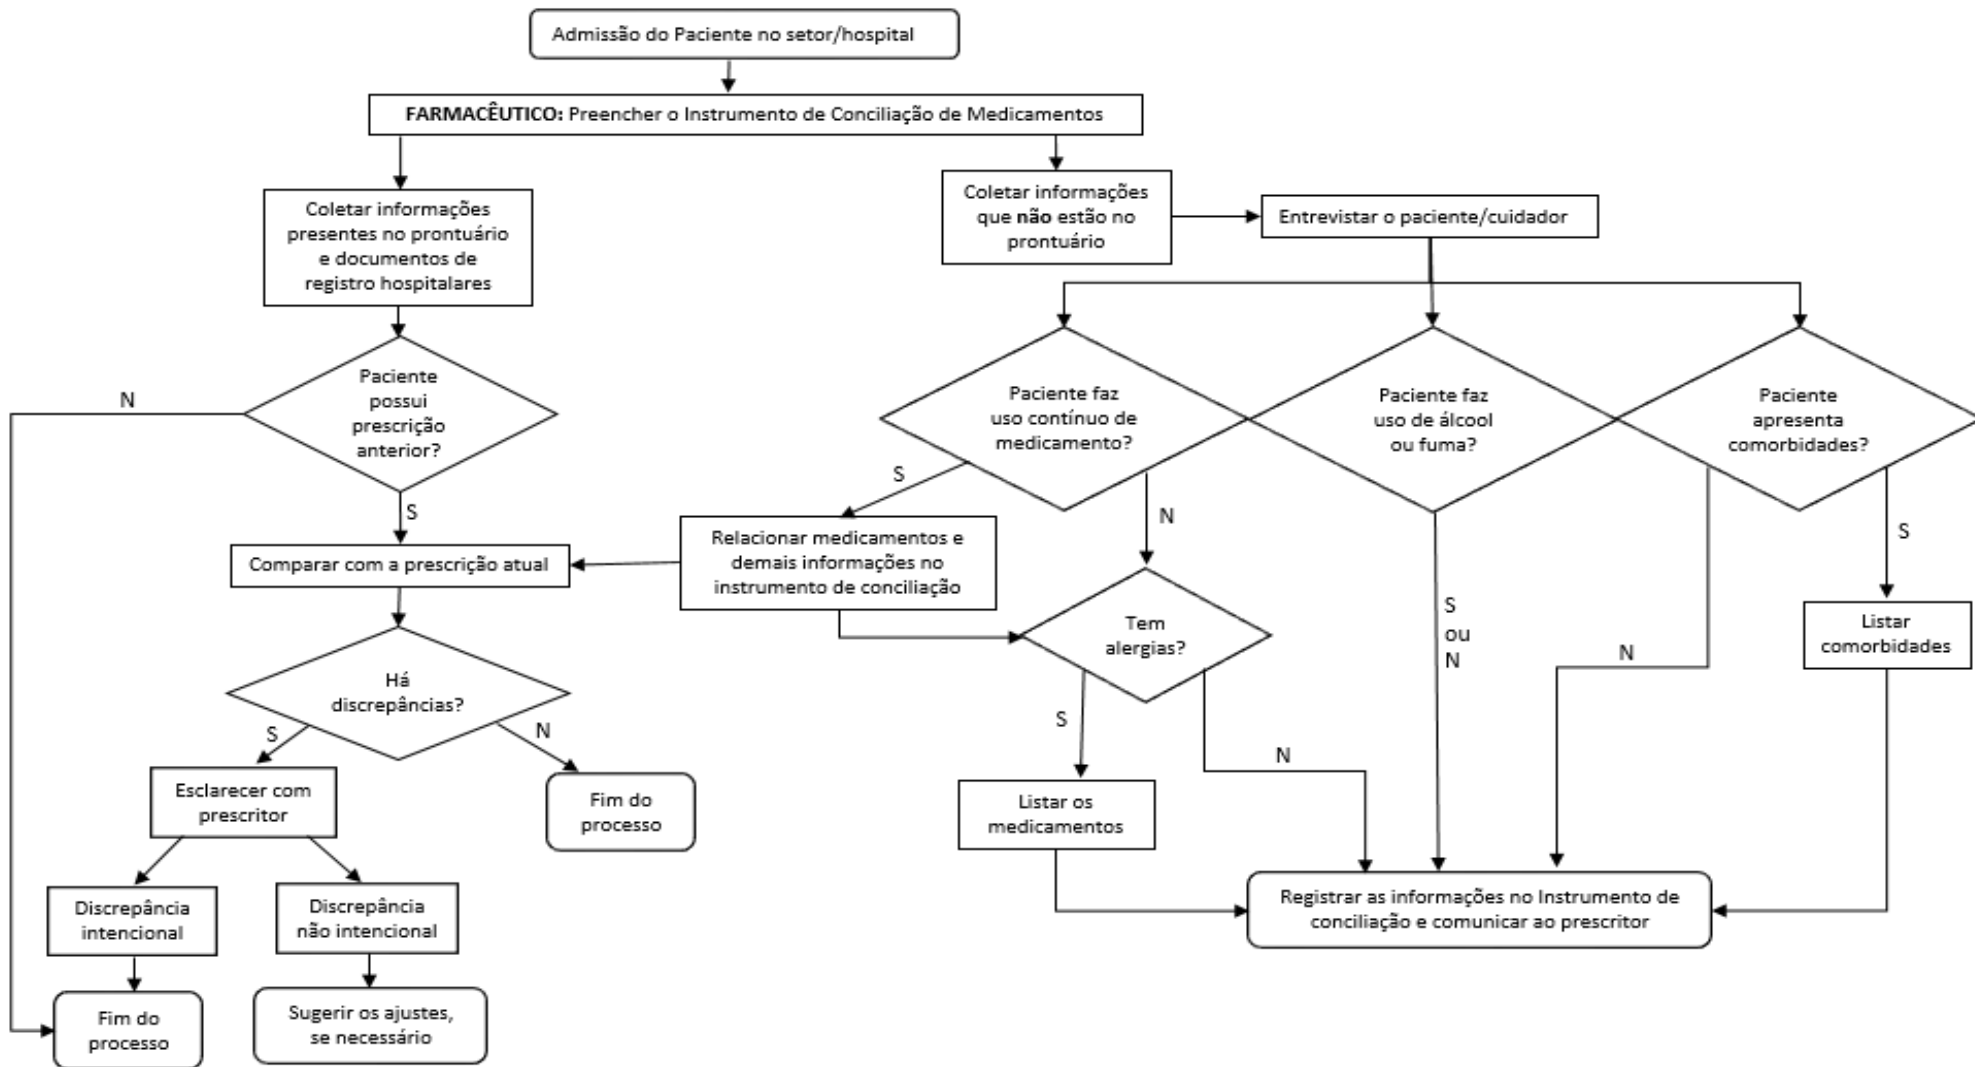 Admissão do Paciente no setor/hospital
FARMACÊUTICO: Preencher o Instrumento de Conciliação de Medicamentos
Coletar informações
presentes no prontuário
e documentos de
registro hospitalares
Coletar informações
que não estão no
prontuário
Entrevistar o paciente/cuidador
Paciente
possui
prescrição
anterior?
N
S
Paciente faz
uso contínuo de
medicamento?
S
N
Paciente faz
uso de álcool
ou fuma?
S
ou
N
Paciente
apresenta
comorbidades?
N
S
Comparar com a prescrição atual
Relacionar medicamentos e
demais informações no
instrumento de conciliação
Tem
alergias?
S
N
Listar
comorbidades
Há
discrepâncias?
S
N
Esclarecer com
prescritor
Fim do
processo
Listar os
medicamentos
Discrepância
intencional
Discrepância
não intencional
Registrar as informações no Instrumento de
conciliação e comunicar ao prescritor
Fim do
processo
Sugerir os ajustes,
se necessário